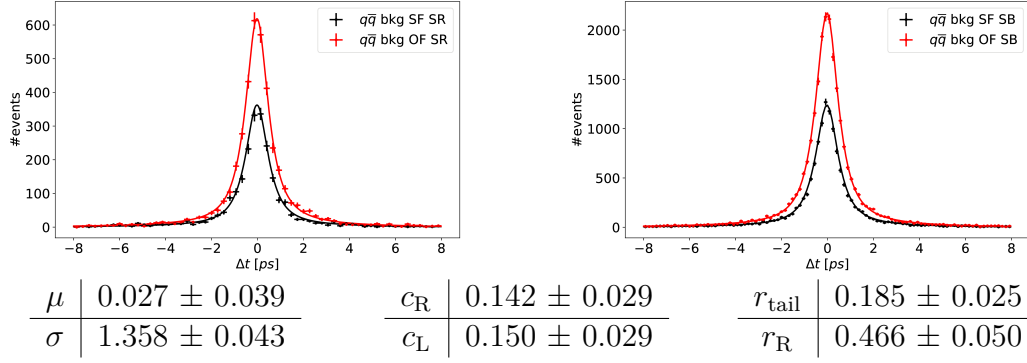 600
500
400
300
200
100
0
#events
−8 −6 −4 −2 0 2 4 6 8
Δt [ps]
qq̅ bkg SF SR
qq̅ bkg OF SR
2000
1500
1000
500
0
#events
−8 −6 −4 −2 0 2 4 6 8
Δt [ps]
qq̅ bkg SF SB
qq̅ bkg OF SB
μ 0.027 ± 0.039
σ 1.358 ± 0.043
c_R 0.142 ± 0.029
c_L 0.150 ± 0.029
r_tail 0.185 ± 0.025
r_R 0.466 ± 0.050